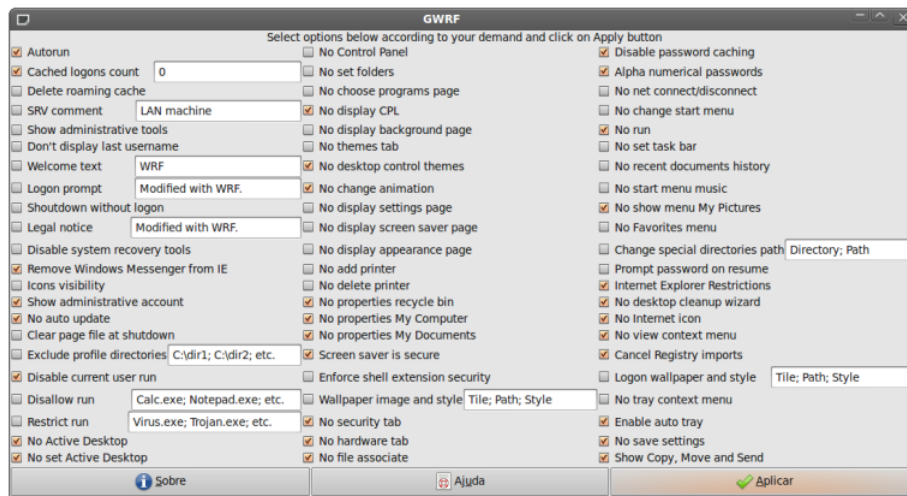 GWRF
Select options below according to your demand and click on Apply button
Autorun
Cached logons count 0
Delete roaming cache
SRV comment LAN machine
Show administrative tools
Don't display last username
Welcome text WRF
Logon prompt Modified with WRF.
Shoutdown without logon
Legal notice Modified with WRF.
Disable system recovery tools
Remove Windows Messenger from IE
Icons visibility
Show administrative account
No auto update
Clear page file at shutdown
Exclude profile directories C:\dir1; C:\dir2; etc.
Disable current user run
Disallow run Calc.exe; Notepad.exe; etc.
Restrict run Virus.exe; Trojan.exe; etc.
No Active Desktop
No set Active Desktop
No Control Panel
No set folders
No choose programs page
No display CPL
No display background page
No themes tab
No desktop control themes
No change animation
No display settings page
No display screen saver page
No display appearance page
No add printer
No delete printer
No properties recycle bin
No properties My Computer
No properties My Documents
Screen saver is secure
Enforce shell extension security
Wallpaper image and style Tile; Path; Style
No security tab
No hardware tab
No file associate
Disable password caching
Alpha numerical passwords
No net connect/disconnect
No change start menu
No run
No set task bar
No recent documents history
No start menu music
No show menu My Pictures
No Favorites menu
Change special directories path Directory; Path
Prompt password on resume
Internet Explorer Restrictions
No desktop cleanup wizard
No Internet icon
No view context menu
Cancel Registry imports
Logon wallpaper and style Tile; Path; Style
No tray context menu
Enable auto tray
No save settings
Show Copy, Move and Send
Sobre
Ajuda
Aplicar